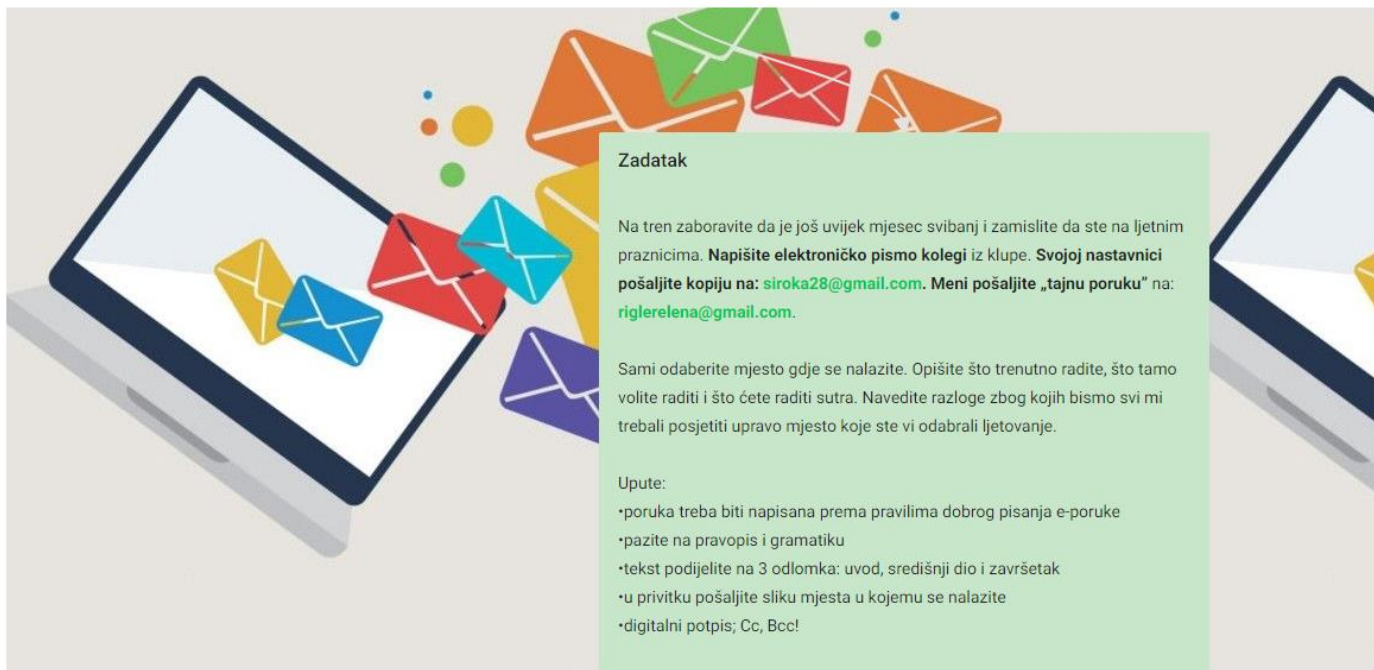 Zadatak
Na tren zaboravite da je još uvijek mjesec svibanj i zamislite da ste na ljetnim
praznicima. Napišite elektroničko pismo kolegi iz klupe. Svojoj nastavnici
pošaljite kopiju na: siroka28@gmail.com. Meni pošaljite „tajnu poruku” na:
riglerelena@gmail.com.
Sami odaberite mjesto gdje se nalazite. Opišite što trenutno radite, što tamo
volite raditi i što ćete raditi sutra. Navedite razloge zbog kojih bismo svi mi
trebali posjetiti upravo mjesto koje ste vi odabrali ljetovanje.
Upute:
•poruka treba biti napisana prema pravilima dobrog pisanja e-poruke
•pazite na pravopis i gramatiku
•tekst podijelite na 3 odlomka: uvod, središnji dio i završetak
•u privitku pošaljite sliku mjesta u kojemu se nalazite
•digitalni potpis; Cc, Bcc!